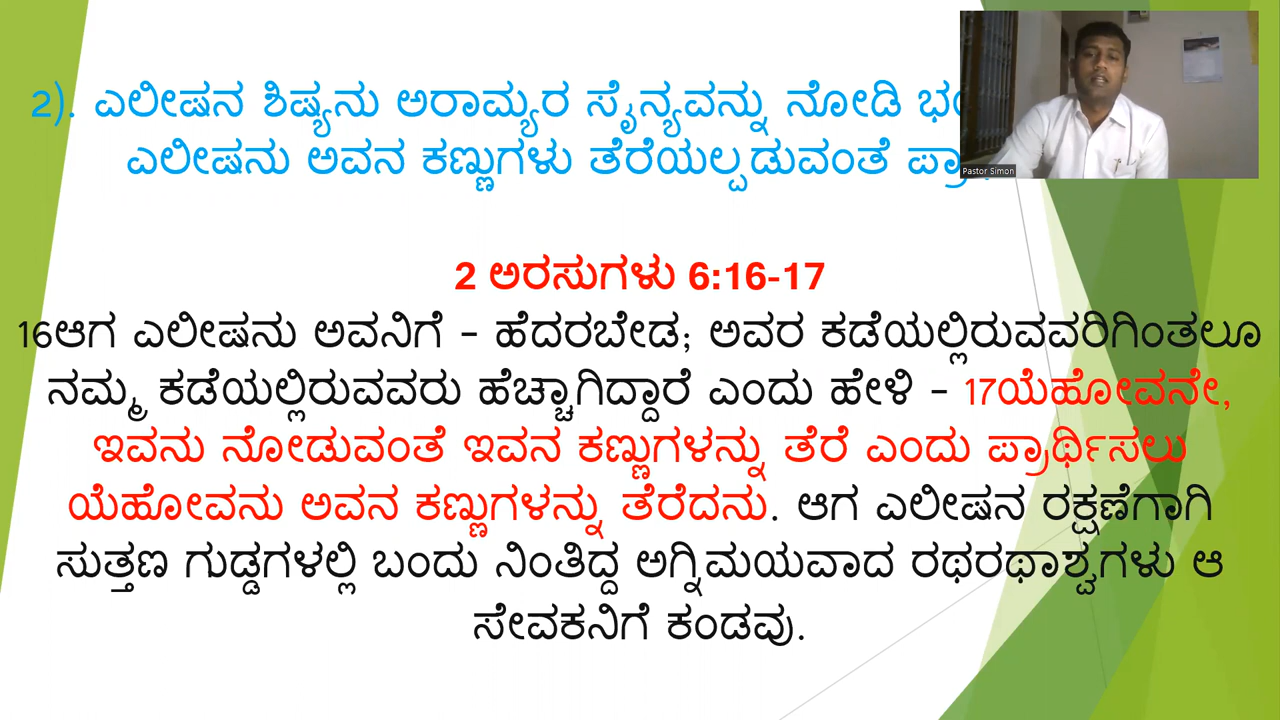 2). ಎಲೀಷನ ಶಿಷ್ಯನು ಅರಾಮ್ಯರ ಸೈನ್ಯವನ್ನು ನೋಡಿ
ಎಲೀಷನು ಅವನ ಕಣ್ಣುಗಳು ತೆರೆಯಲ್ಪಡುವಂತೆ
Pastor Simon
2 ಅರಸುಗಳು 6:16-17
16ಆಗ ಎಲೀಷನು ಅವನಿಗೆ – ಹೆದರಬೇಡ; ಅವರ ಕಡೆಯಲ್ಲಿರುವವರಿಗಿಂತಲೂ
ನಮ್ಮ ಕಡೆಯಲ್ಲಿರುವವರು ಹೆಚ್ಚಾಗಿದ್ದಾರೆ ಎಂದು ಹೇಳಿ – 17ಯೆಹೋವನೇ,
ಇವನು ನೋಡುವಂತೆ ಇವನ ಕಣ್ಣುಗಳನ್ನು ತೆರೆ ಎಂದು ಪ್ರಾರ್ಥಿಸಲು
ಯೆಹೋವನು ಅವನ ಕಣ್ಣುಗಳನ್ನು ತೆರೆದನು. ಆಗ ಎಲೀಷನ ರಕ್ಷಣೆಗಾಗಿ
ಸುತ್ತಣ ಗುಡ್ಡಗಳಲ್ಲಿ ಬಂದು ನಿಂತಿದ್ದ ಅಗ್ನಿಮಯವಾದ ರಥರಥಾಶ್ವಗಳು ಆ
ಸೇವಕನಿಗೆ ಕಂಡವು.